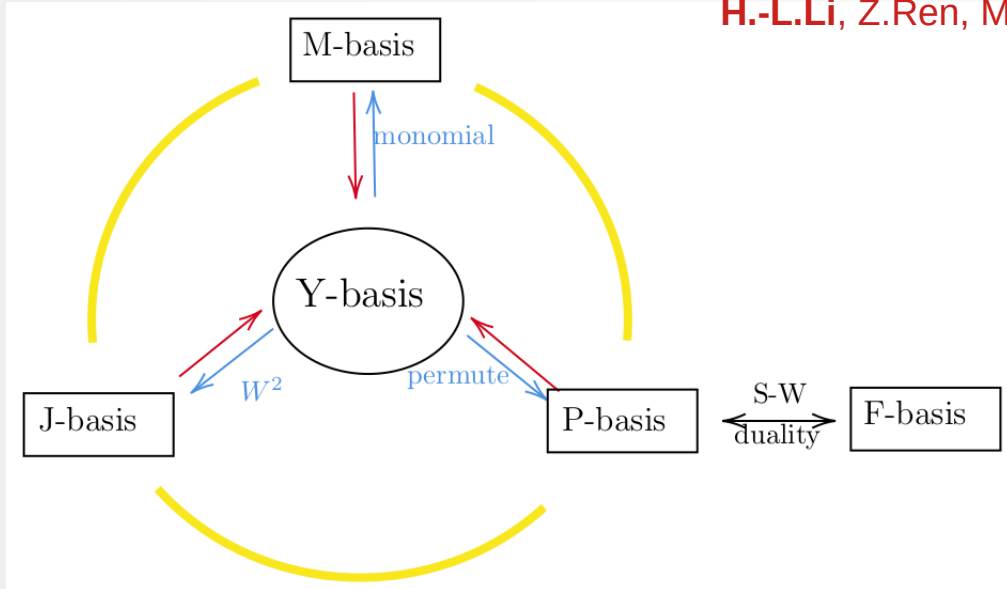 H.-L.Li, Z.Ren, M
M-basis
monomial
Y-basis
W²
permute
J-basis
P-basis
S-W
duality
F-basis